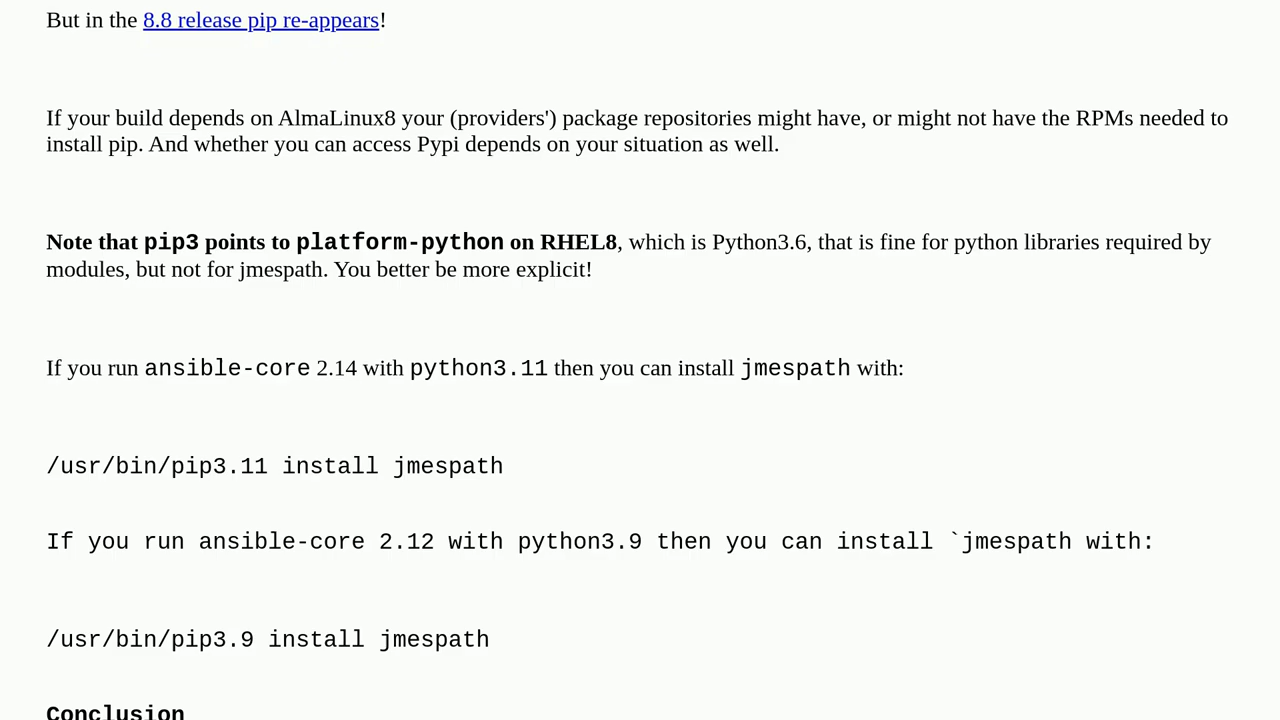 But in the 8.8 release pip re-appears!
If your build depends on AlmaLinux8 your (providers') package repositories might have, or might not have the RPMs needed to
install pip. And whether you can access Pypi depends on your situation as well.
Note that pip3 points to platform-python on RHEL8, which is Python3.6, that is fine for python libraries required by
modules, but not for jmespath. You better be more explicit!
If you run ansible-core 2.14 with python3.11 then you can install jmespath with:
/usr/bin/pip3.11 install jmespath
If you run ansible-core 2.12 with python3.9 then you can install `jmespath with:
/usr/bin/pip3.9 install jmespath
Conclusion